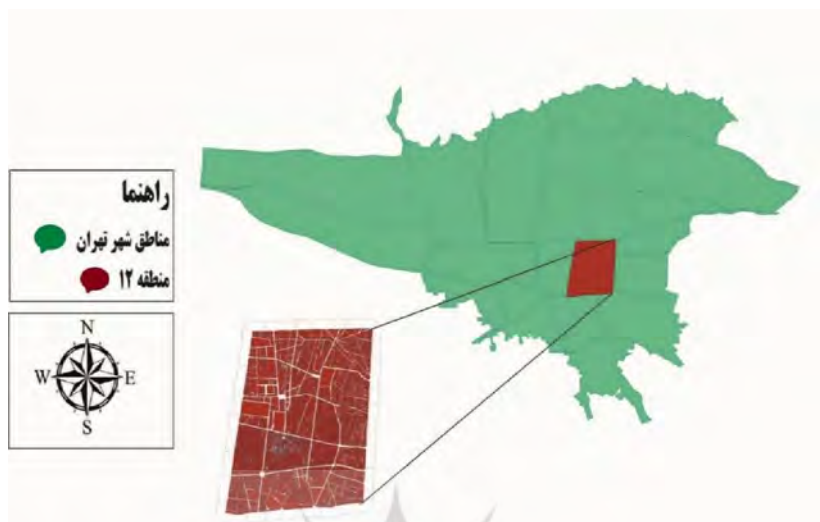 راهنما
مناطق شهر تهران
منطقه ۱۲
N
W E
S